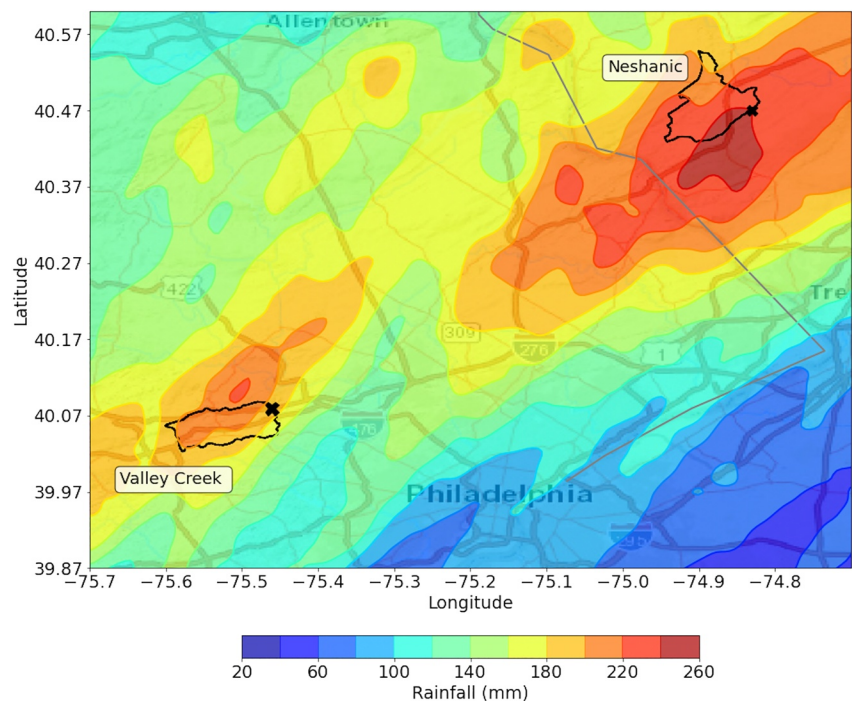 Allentown
40.57
Neshanic
40.47
40.37
40.27
422
Tre
40.17
309
276
1
40.07
476
Valley Creek
39.97
Philadelphia
295
39.87
−75.7 −75.6 −75.5 −75.4 −75.3 −75.2 −75.1 −75.0 −74.9 −74.8
Latitude
Longitude
20 60 100 140 180 220 260
Rainfall (mm)